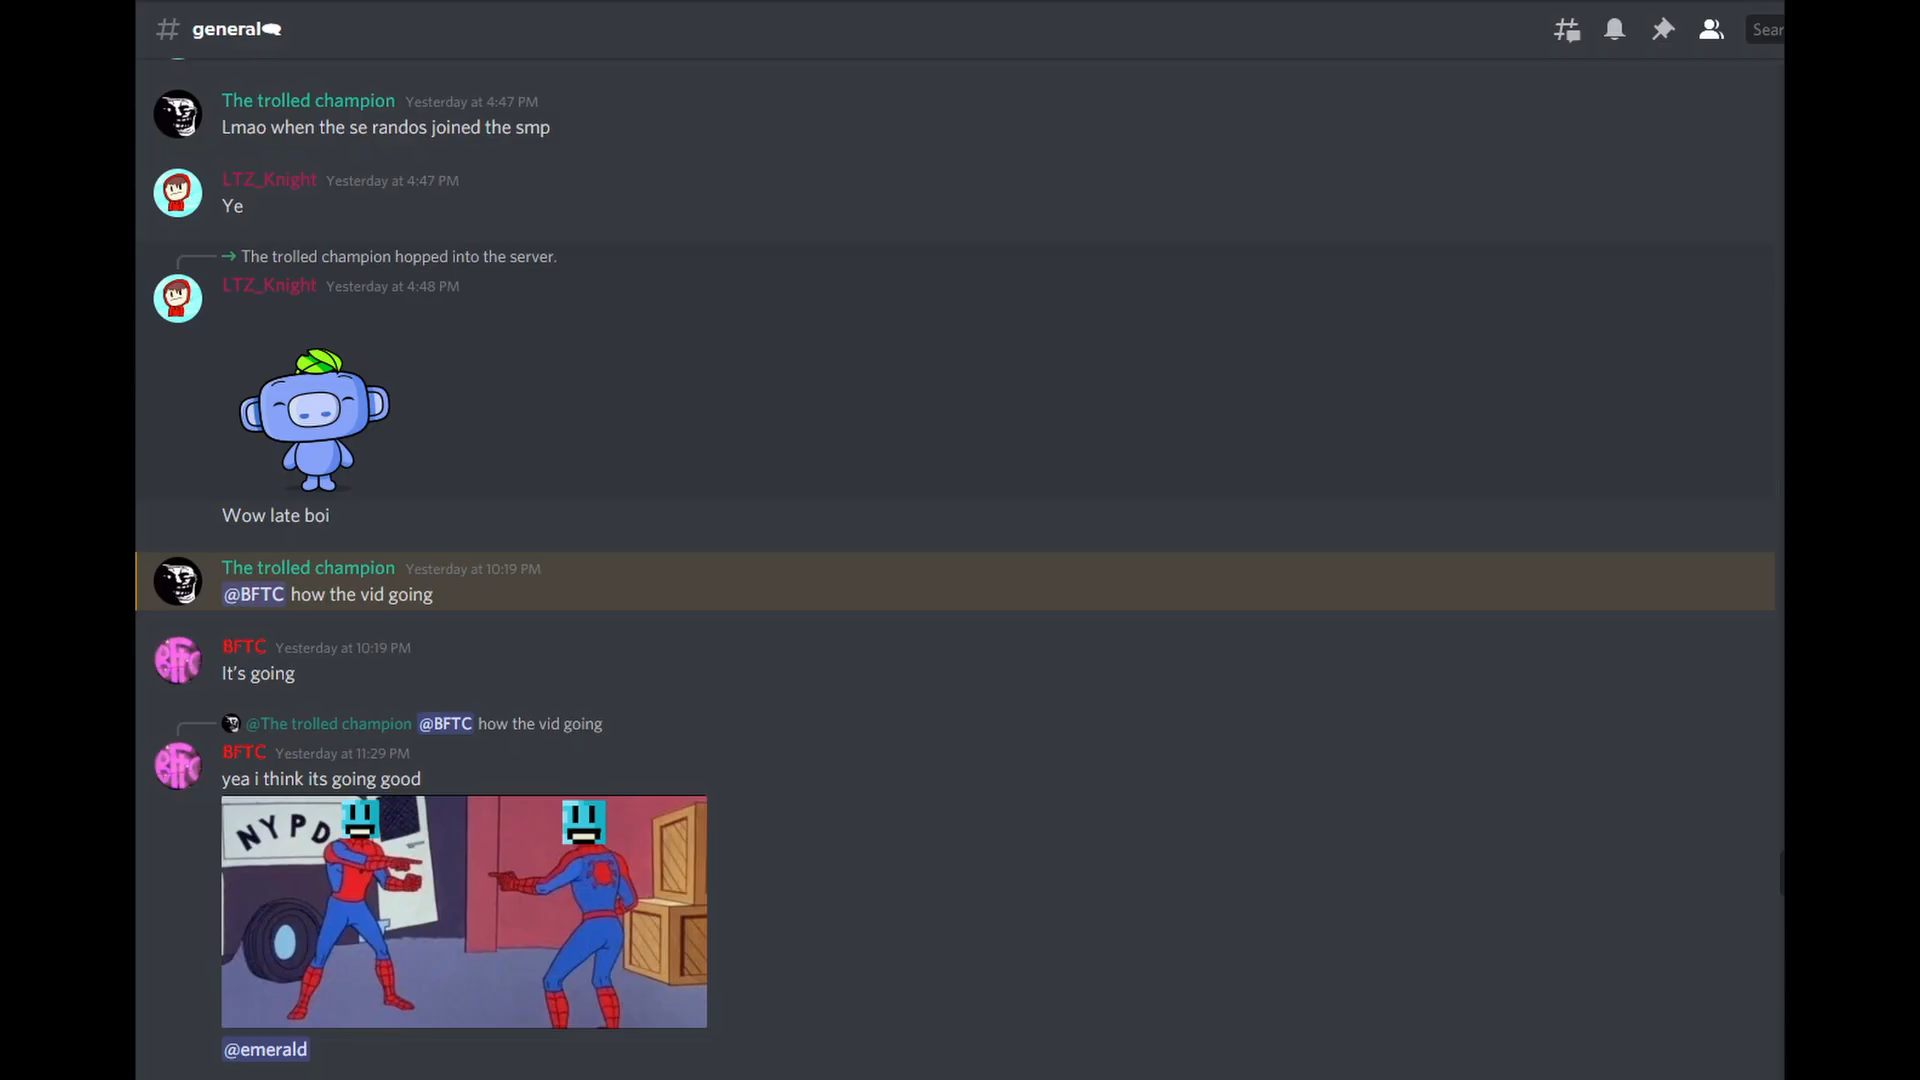 general
Sear
The trolled champion Yesterday at 4:47 PM
Lmao when the se randos joined the smp
LTZ_Knight Yesterday at 4:47 PM
Ye
The trolled champion hopped into the server.
LTZ_Knight Yesterday at 4:48 PM
Wow late boi
The trolled champion Yesterday at 10:19 PM
@BFTC how the vid going
BFTC Yesterday at 10:19 PM
BFTC
It's going
@The trolled champion @BFTC how the vid going
BFTC Yesterday at 11:29 PM
BFTC
yea i think its going good
NYPD
@emerald